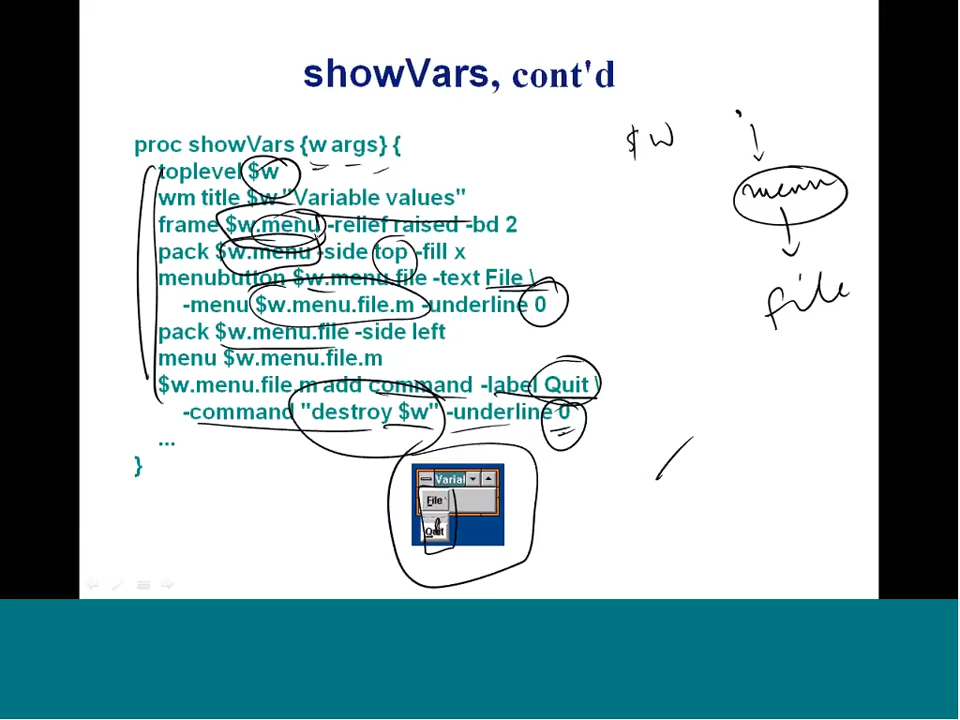 showVars, cont'd
proc showVars {w args} {
toplevel $w
wm title $w "Variable values"
frame $w.menu -relief raised -bd 2
pack $w.menu -side top -fill x
menubutton $w.menu.file -text File \
-menu $w.menu.file.m -underline 0
pack $w.menu.file -side left
menu $w.menu.file.m
$w.menu.file.m add command -label Quit \
-command "destroy $w" -underline 0
...
}
$w
menu
file
Varial
File
Quit